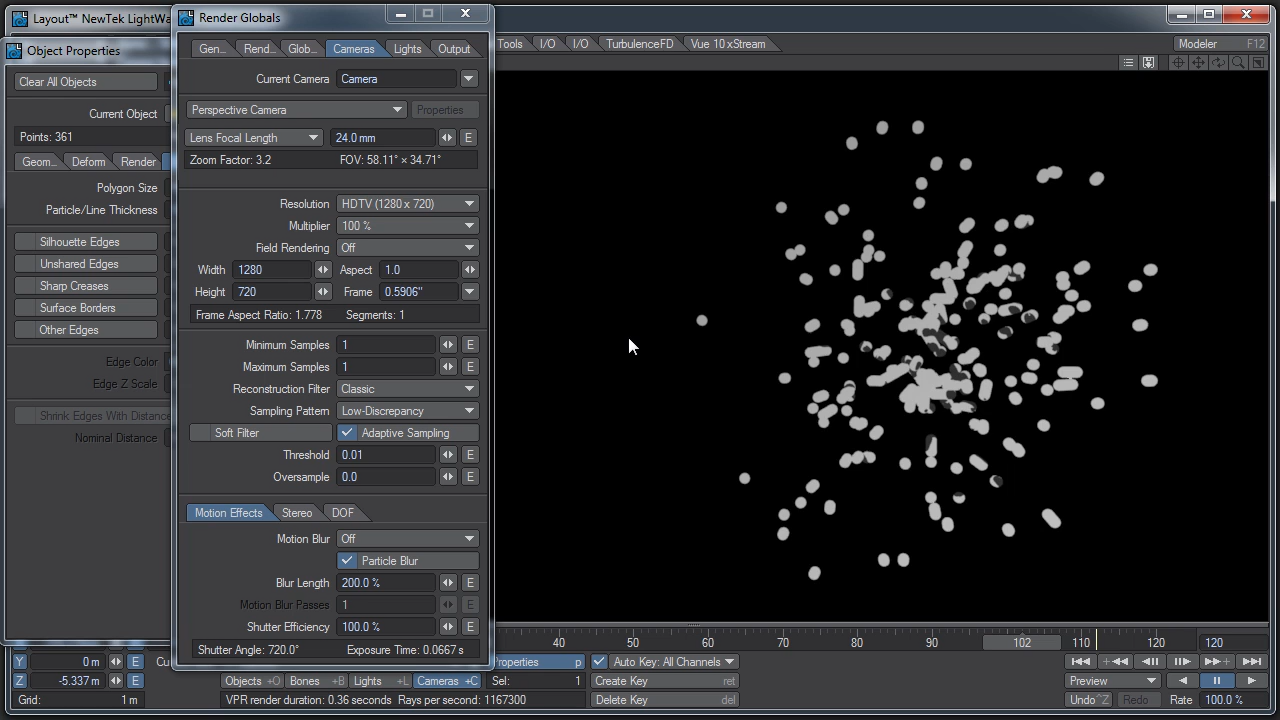 Layout™ NewTek LightWa
Render Globals
Object Properties
Tools I/O I/O TurbulenceFD Vue 10 xStream Modeler F12
Gen... Rend... Glob... Cameras Lights Output
Clear All Objects
Current Camera Camera
Current Object
Perspective Camera Properties
Points: 361
Lens Focal Length 24.0 mm E
Geom... Deform Render
Zoom Factor: 3.2 FOV: 58.11° × 34.71°
Polygon Size
Particle/Line Thickness
Resolution HDTV (1280 x 720)
Multiplier 100 %
Silhouette Edges
Field Rendering Off
Unshared Edges
Width 1280 Aspect 1.0
Sharp Creases
Height 720 Frame 0.5906"
Surface Borders
Frame Aspect Ratio: 1.778 Segments: 1
Other Edges
Minimum Samples 1 E
Edge Color
Maximum Samples 1 E
Edge Z Scale
Reconstruction Filter Classic
Sampling Pattern Low-Discrepancy
Shrink Edges With Distance
Soft Filter Adaptive Sampling
Nominal Distance
Threshold 0.01 E
Oversample 0.0 E
Motion Effects Stereo DOF
Motion Blur Off
Particle Blur
Blur Length 200.0 % E
Motion Blur Passes 1 E
Shutter Efficiency 100.0 % E
Shutter Angle: 720.0° Exposure Time: 0.0667 s
40 50 60 70 80 90 102 110 120 120
Y 0 m E Cu
Properties p Auto Key: All Channels
Z -5.337 m E
Objects +O Bones +B Lights +L Cameras +C Sel: 1 Create Key ret Preview
Grid: 1 m VPR render duration: 0.36 seconds Rays per second: 1167300 Delete Key del Undo ^Z Redo Rate 100.0 %